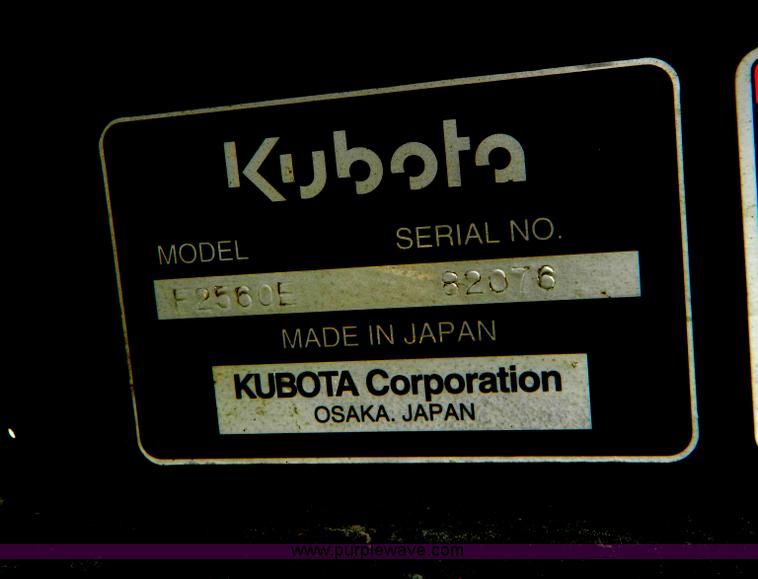 Kubota
MODEL SERIAL NO.
F2560E 82076
MADE IN JAPAN
KUBOTA Corporation
OSAKA. JAPAN
www.purplewave.com